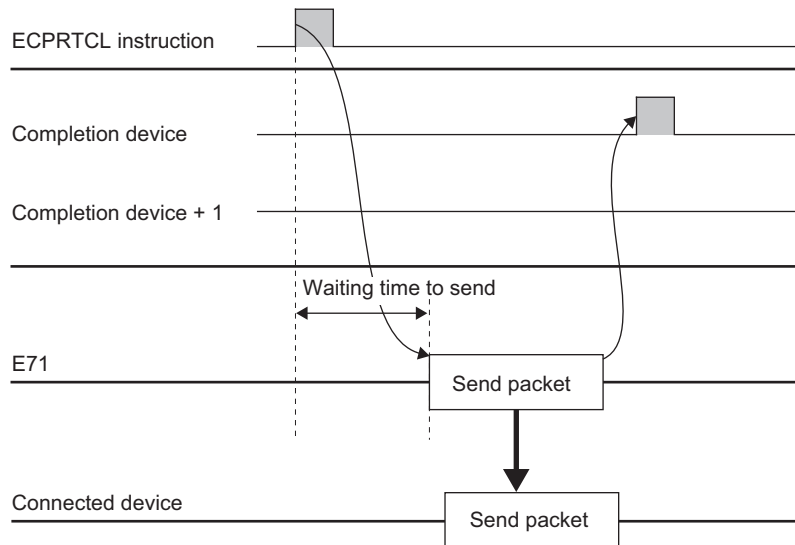 ECPRTCL instruction
Completion device
Completion device + 1
Waiting time to send
E71
Send packet
Connected device
Send packet